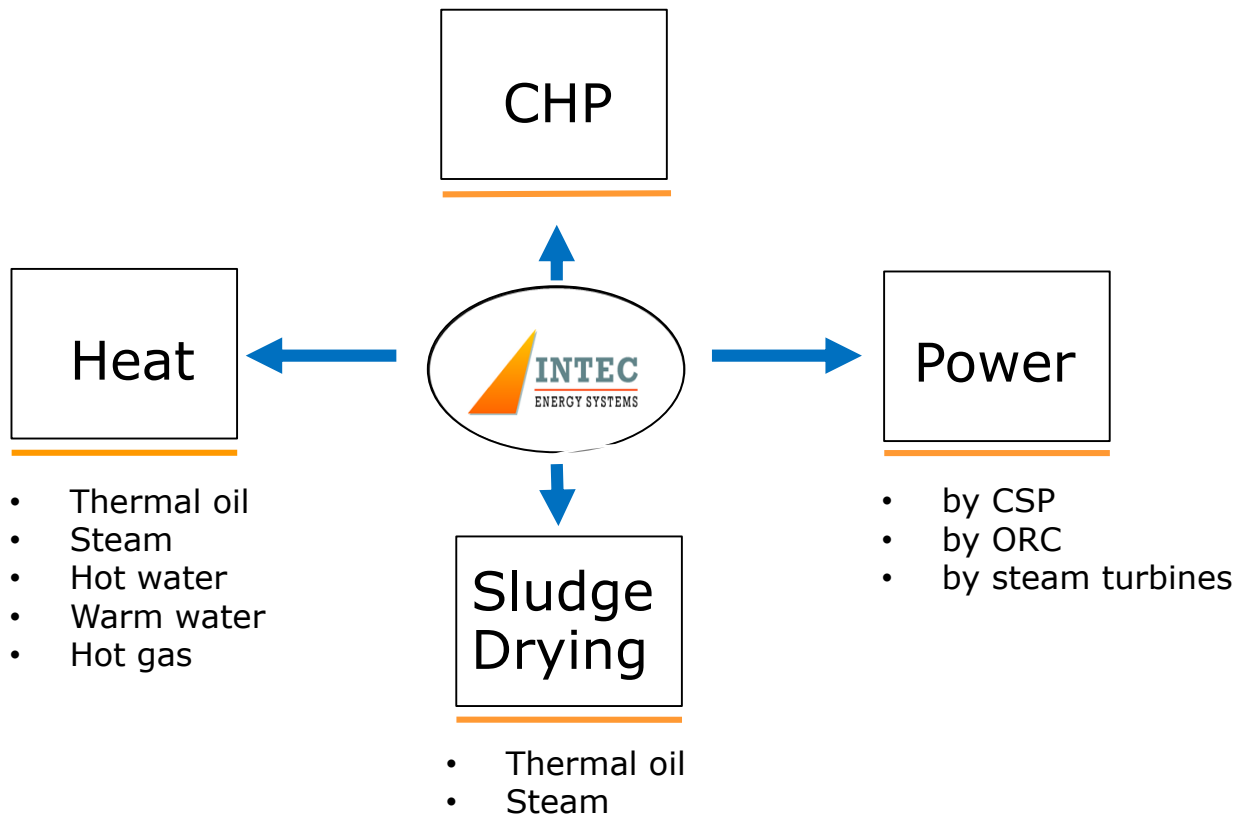 CHP
Heat
INTEC
ENERGY SYSTEMS
Power
• Thermal oil
• Steam
• Hot water
• Warm water
• Hot gas
• by CSP
• by ORC
• by steam turbines
Sludge
Drying
• Thermal oil
• Steam